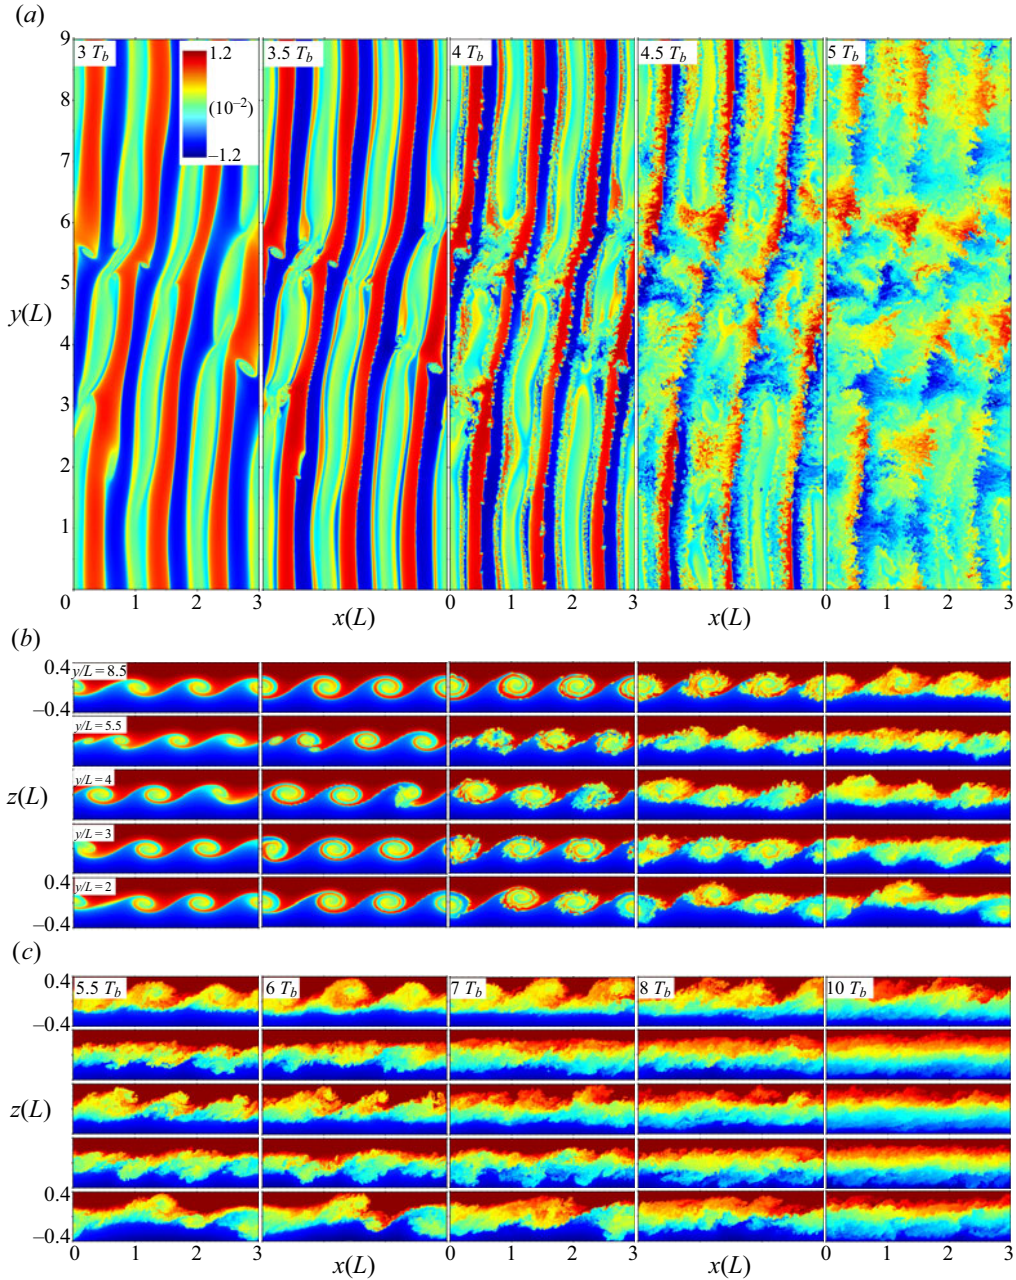 (a)
9
8
7
6
5
y(L)
4
3
2
1
0
3 T_b
1.2
(10⁻²)
–1.2
3.5 T_b
4 T_b
4.5 T_b
5 T_b
1 2 3
0 1 2 3
0 1 2 3
x(L) x(L)
(b)
0.4
–0.4
y/L = 8.5
y/L = 5.5
y/L = 4
z(L)
y/L = 3
y/L = 2
0.4
–0.4
(c)
0.4
–0.4
5.5 T_b
6 T_b
7 T_b
8 T_b
10 T_b
z(L)
0.4
–0.4
0 1 2 3
0 1 2 3
0 1 2 3
x(L) x(L)